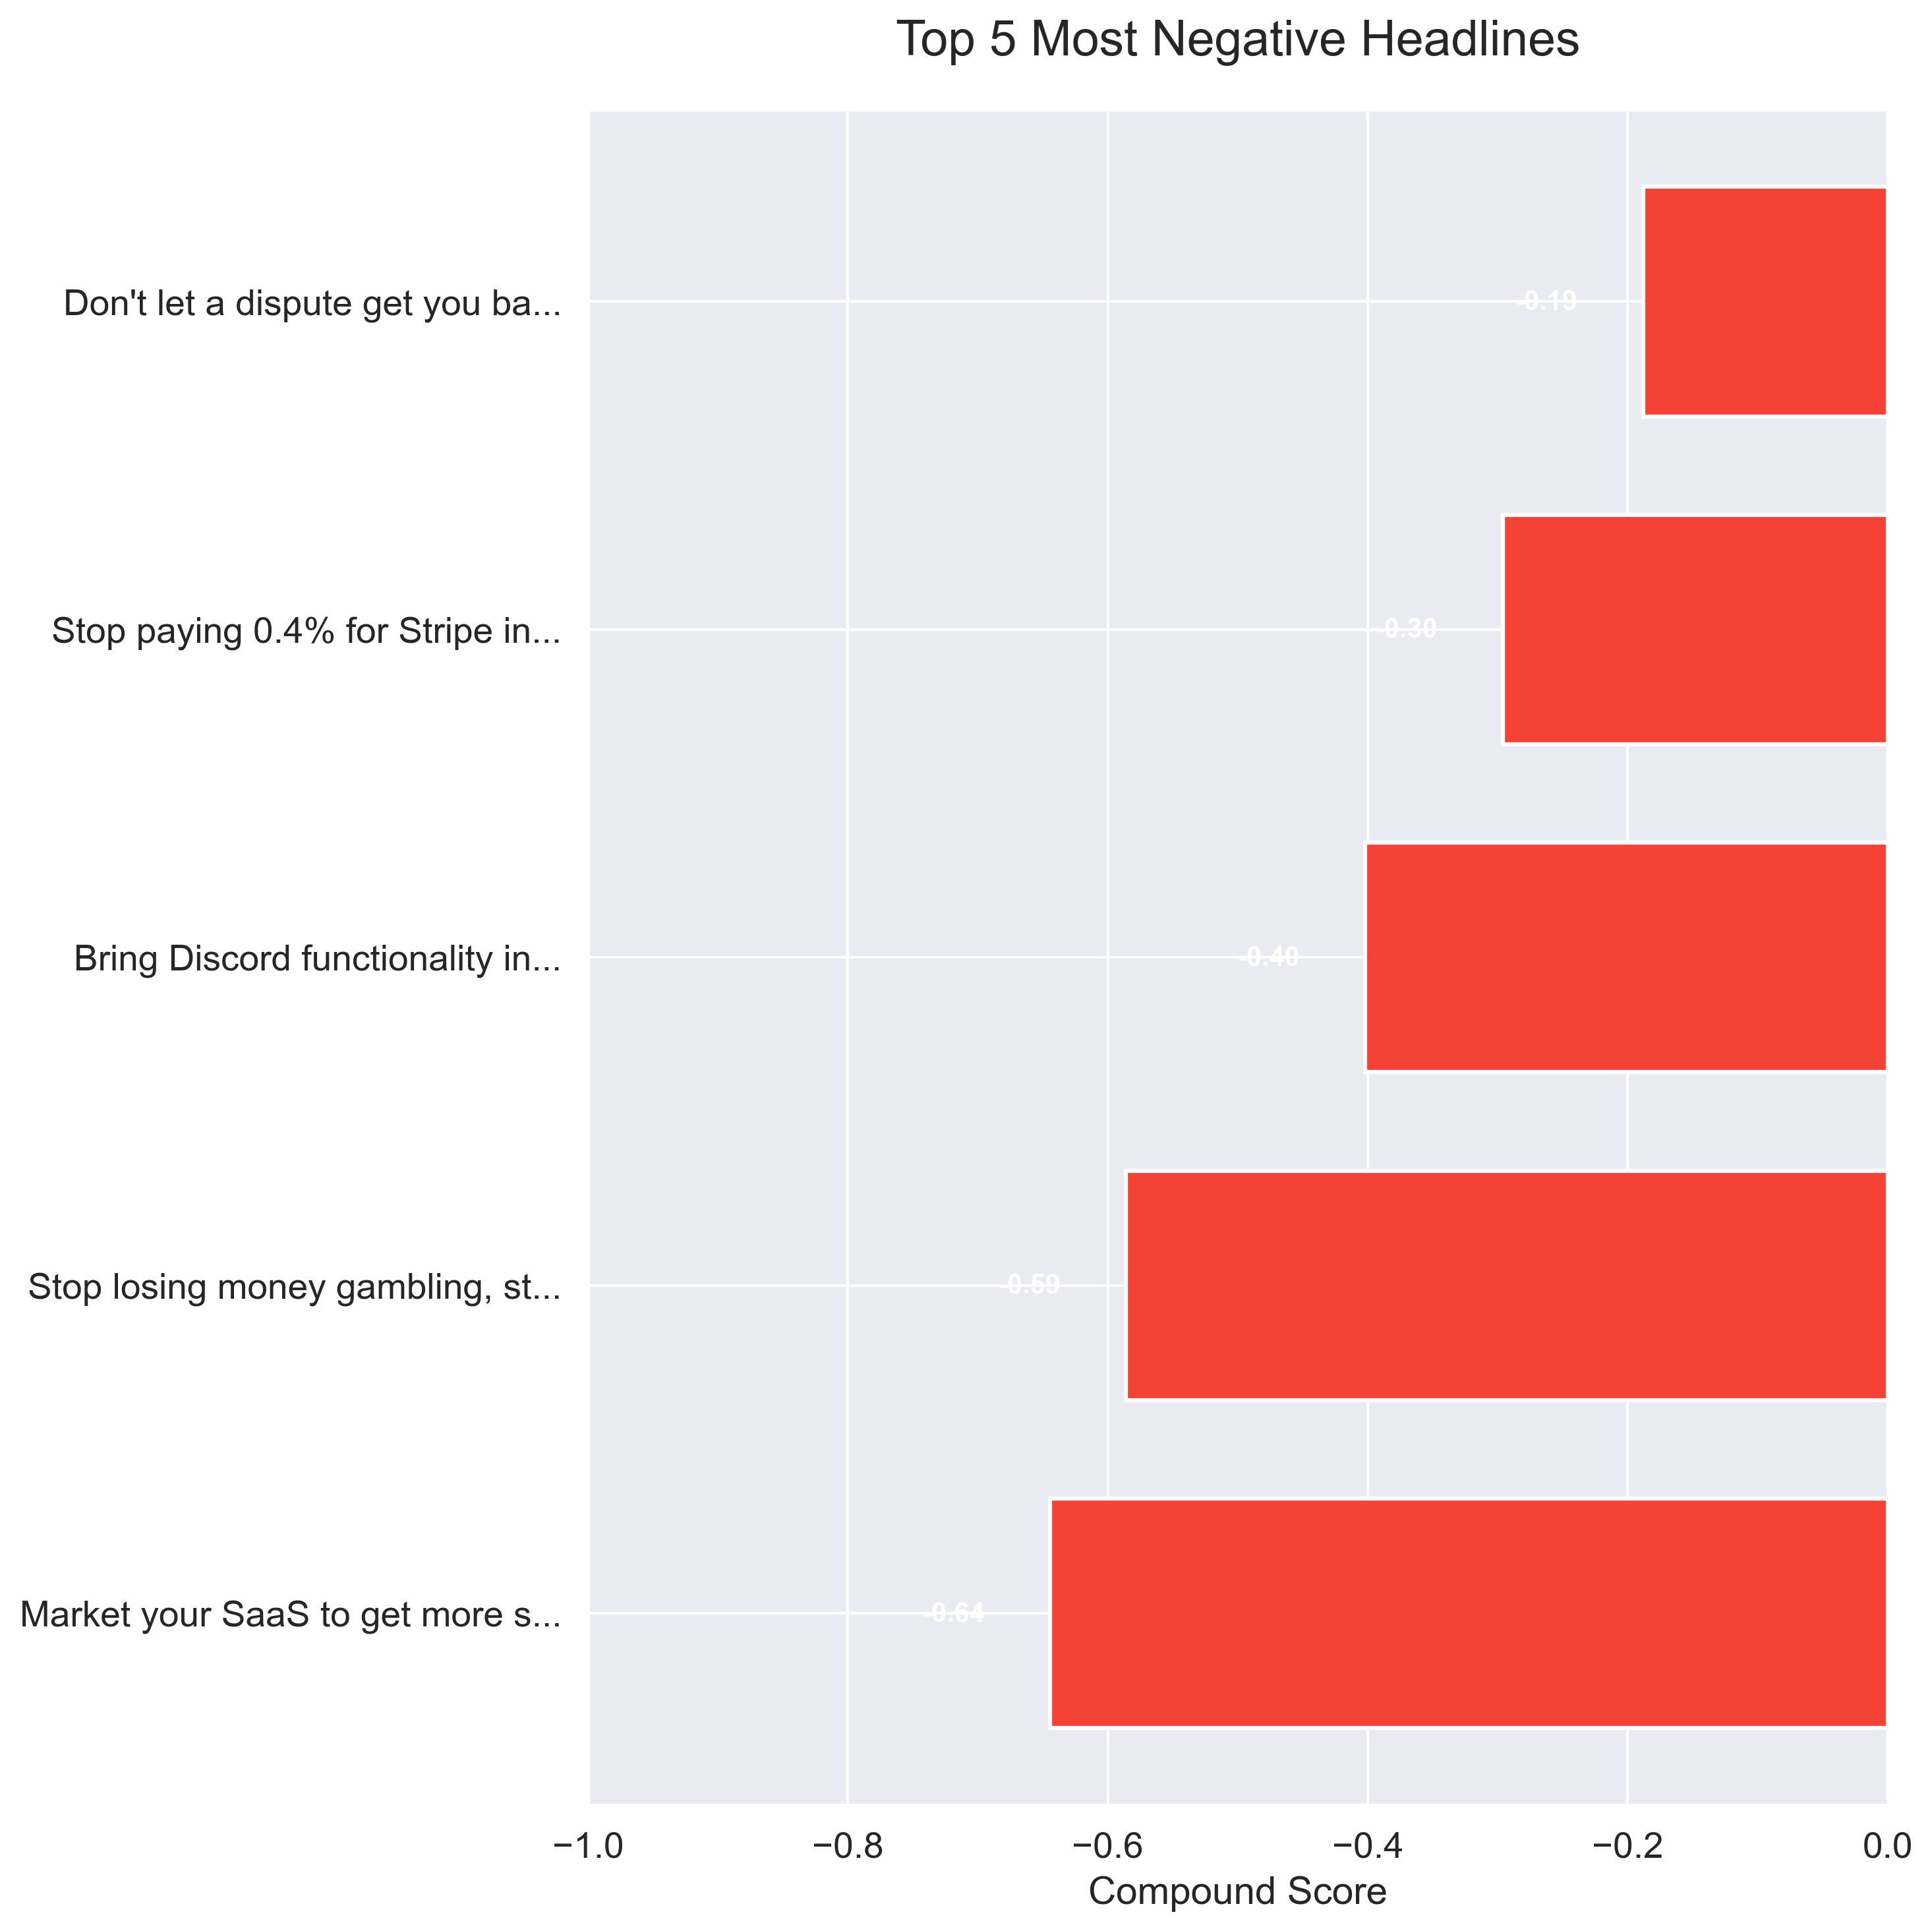 Top 5 Most Negative Headlines
Don't let a dispute get you ba...
-0.19
Stop paying 0.4% for Stripe in...
-0.30
Bring Discord functionality in...
-0.40
Stop losing money gambling, st...
-0.59
Market your SaaS to get more s...
-0.64
−1.0 −0.8 −0.6 −0.4 −0.2 0.0
Compound Score